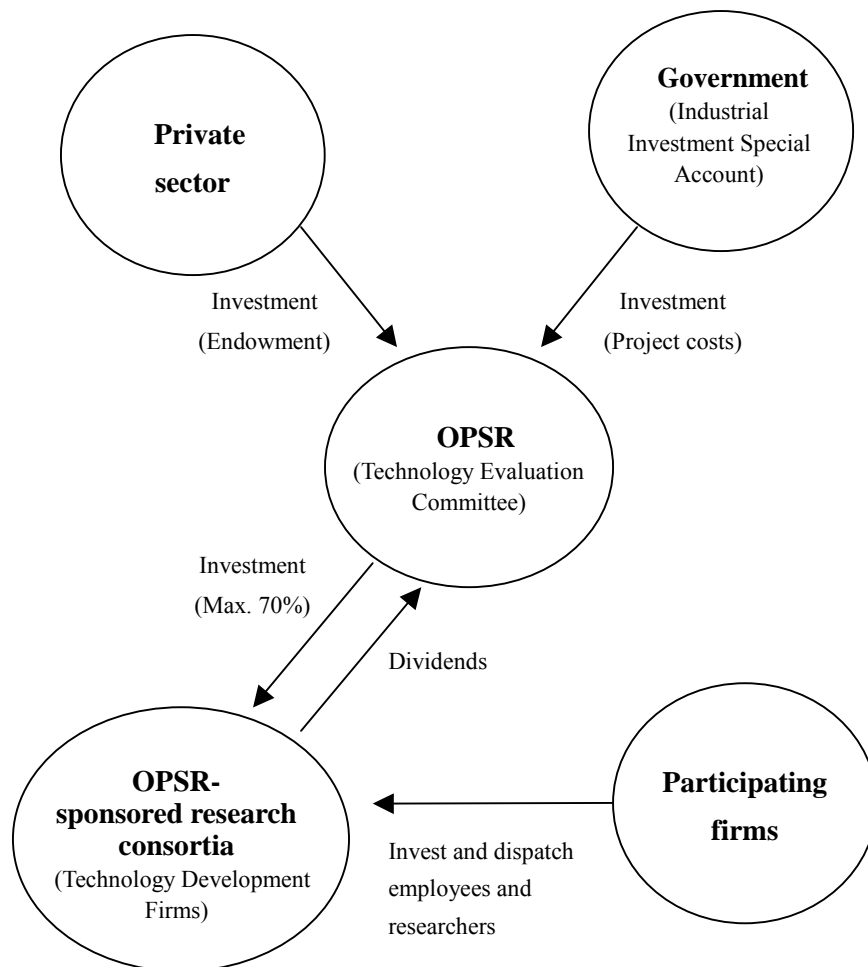 Private
sector
Government
(Industrial
Investment Special
Account)
Investment
(Endowment)
Investment
(Project costs)
OPSR
(Technology Evaluation
Committee)
Investment
(Max. 70%)
Dividends
OPSR-
sponsored research
consortia
(Technology Development
Firms)
Participating
firms
Invest and dispatch
employees and
researchers